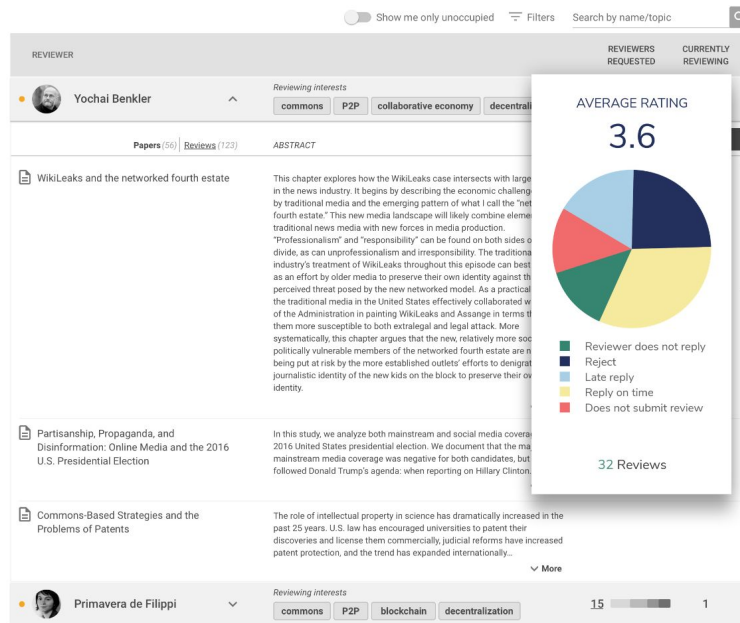 Show me only unoccupied
Filters
Search by name/topic
REVIEWER
REVIEWERS
REQUESTED
CURRENTLY
REVIEWING
Yochai Benkler
Reviewing interests
commons P2P collaborative economy
Papers (56) Reviews (123)
ABSTRACT
WikiLeaks and the networked fourth estate
This chapter explores how the WikiLeaks case intersects with large
in the news industry. It begins by describing the economic
by traditional media and the emerging pattern of what I call the
fourth estate." This new media landscape will likely combine
traditional news media with new forces in media production.
"Professionalism" and "responsibility" can be found on both sides
divide, as can unprofessionalism and irresponsibility. The traditional
industry's treatment of WikiLeaks throughout this episode can best
as an effort by older media to preserve their own identity against
perceived threat posed by the new networked model. As a practical
the traditional media in the United States effectively collaborated
of the Administration in painting WikiLeaks and Assange in terms
them more susceptible to both extralegal and legal attack. More
systematically, this chapter argues that the new, relatively more
politically vulnerable members of the networked fourth estate are
being put at risk by the more established outlets' efforts to
journalistic identity of the new kids on the block to preserve their
identity.
Partisanship, Propaganda, and
Disinformation: Online Media and the 2016
U.S. Presidential Election
In this study, we analyze both mainstream and social media
2016 United States presidential election. We document that the
mainstream media coverage was negative for both candidates, but
followed Donald Trump's agenda: when reporting on Hillary Clinton
Commons-Based Strategies and the
Problems of Patents
The role of intellectual property in science has dramatically increased in the
past 25 years. U.S. law has encouraged universities to patent their
discoveries and license them commercially, judicial reforms have increased
patent protection, and the trend has expanded internationally...
More
AVERAGE RATING
3.6
Reviewer does not reply
Reject
Late reply
Reply on time
Does not submit review
32 Reviews
Primavera de Filippi
Reviewing interests
commons P2P blockchain decentralization
15
1